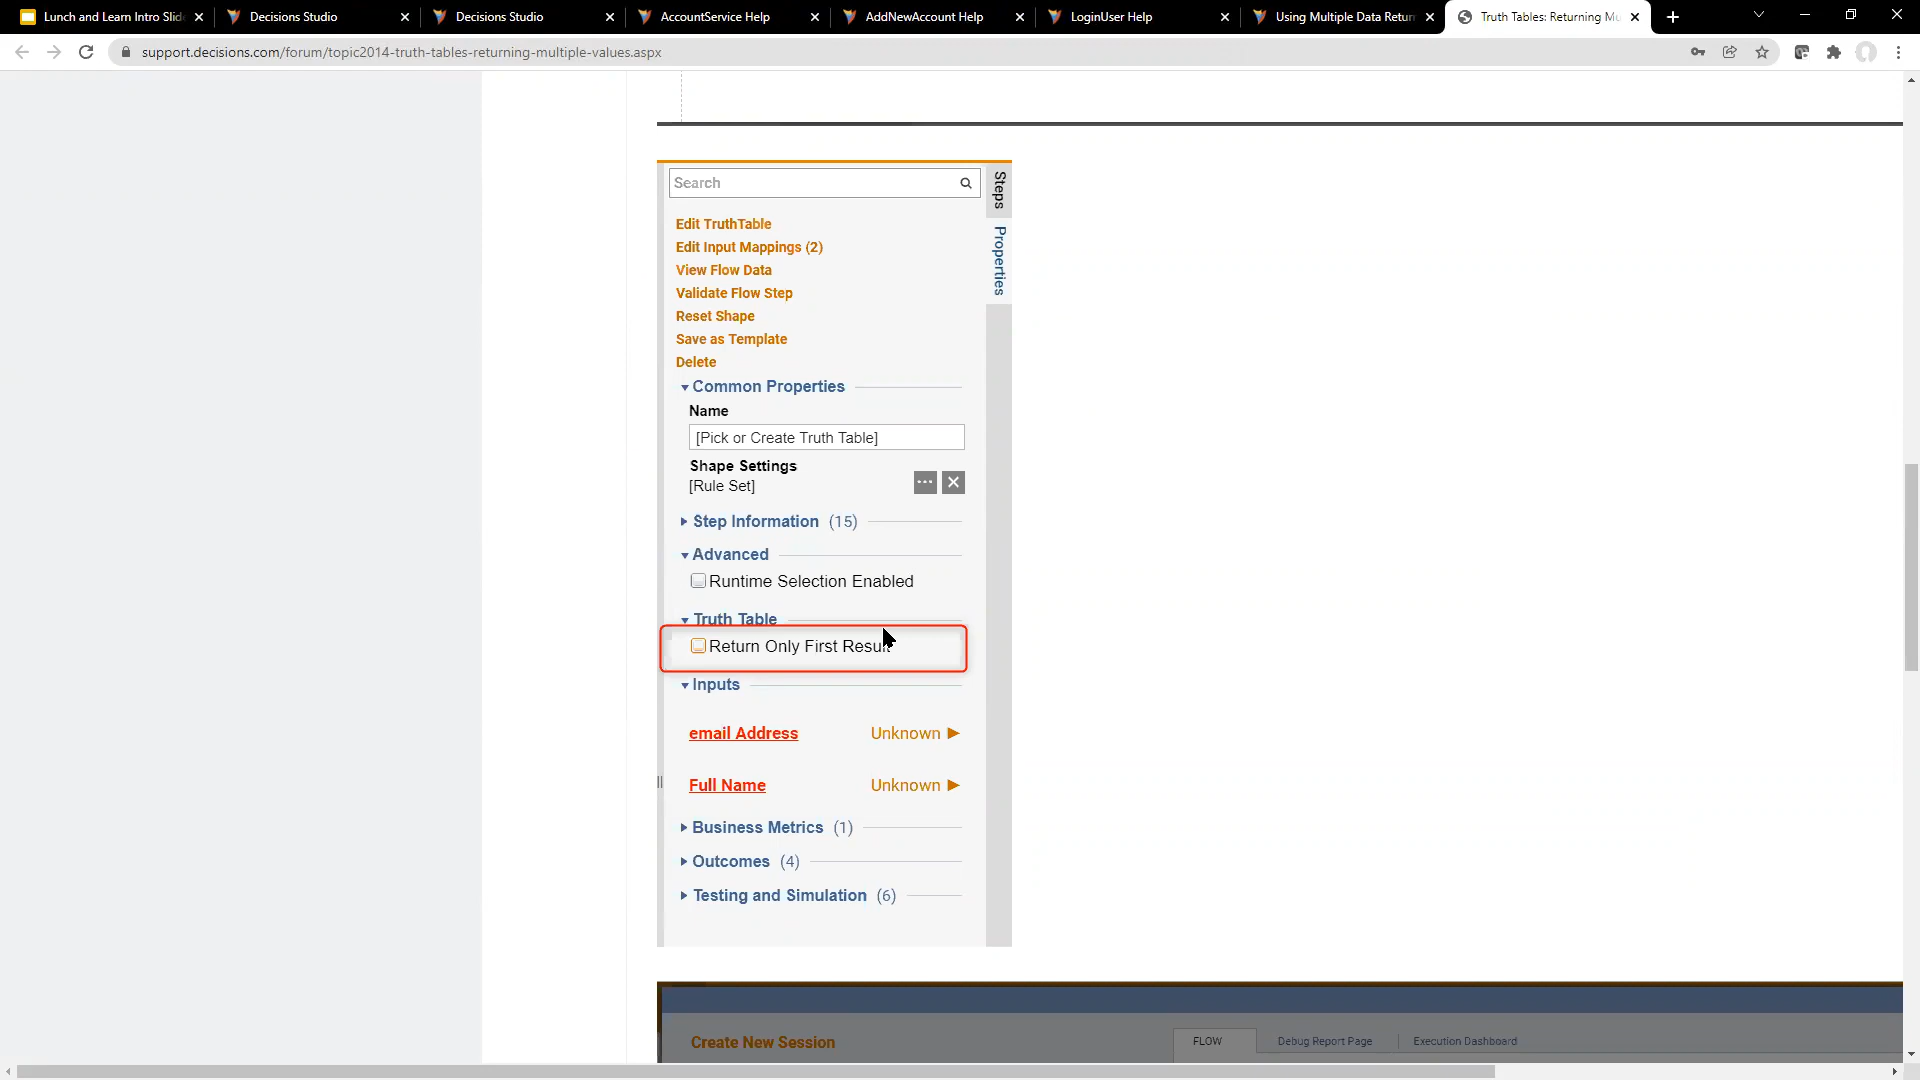 Lunch and Learn Intro Slid
Decisions Studio
Decisions Studio
AccountService Help
AddNewAccount Help
LoginUser Help
Using Multiple Data Retur
Truth Tables: Returning Mu
support.decisions.com/forum/topic2014-truth-tables-returning-multiple-values.aspx
Search
Steps
Properties
Edit TruthTable
Edit Input Mappings (2)
View Flow Data
Validate Flow Step
Reset Shape
Save as Template
Delete
Common Properties
Name
[Pick or Create Truth Table]
Shape Settings
[Rule Set]
Step Information (15)
Advanced
Runtime Selection Enabled
Truth Table
Return Only First Result
Inputs
email Address Unknown
Full Name Unknown
Business Metrics (1)
Outcomes (4)
Testing and Simulation (6)
Create New Session
FLOW
Debug Report Page
Execution Dashboard